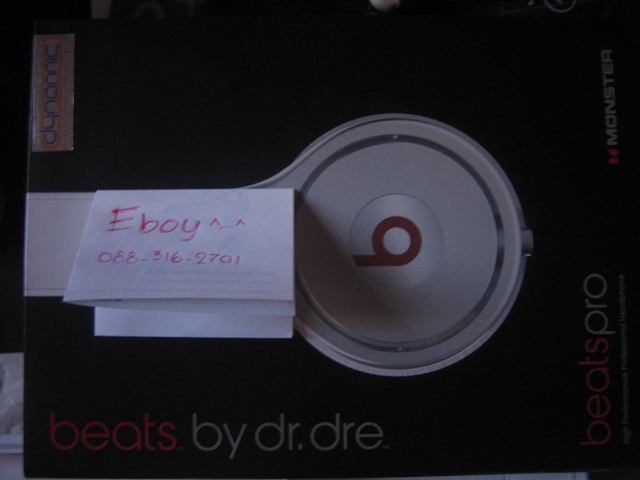 dynamic
MONSTER
Eboy ^_^
088-316-2701
b
beatspro
High Performance Professional Headphone
beats by dr. dre